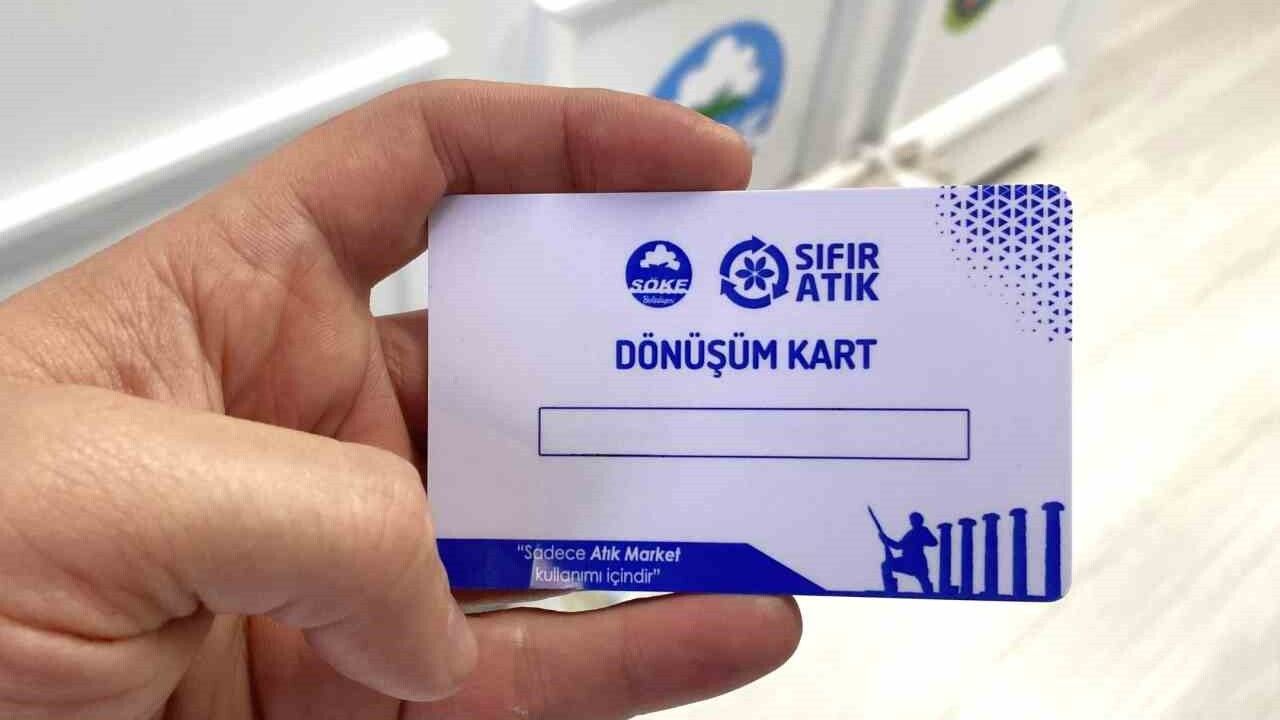 SÖKE
Belediyesi
SIFIR
ATIK
DÖNÜŞÜM KART
“Sadece Atık Market
kullanımı içindir”